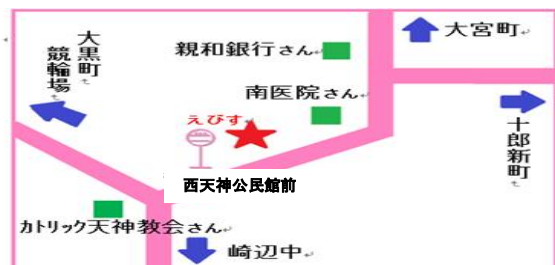 大宮町
親和銀行さん
大黒町
競輪場
南医院さん
えびす
十郎新町
西天神公民館前
カトリック天神教会さん
崎辺中